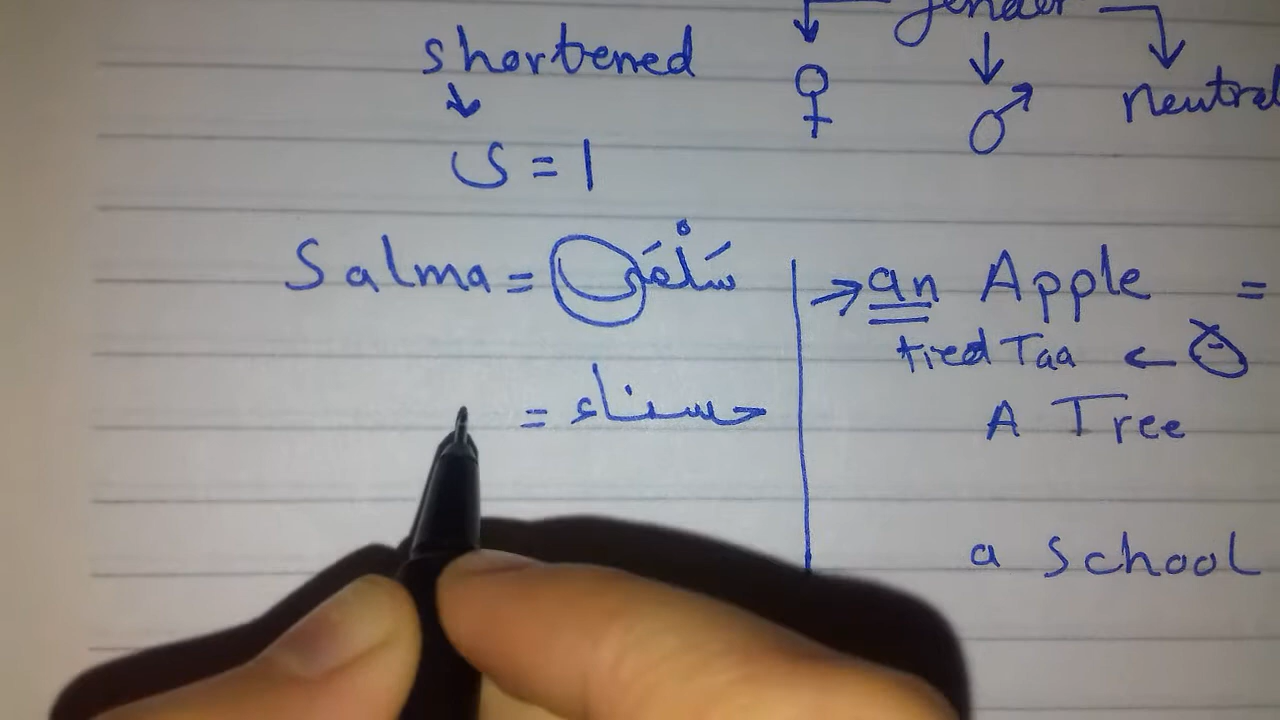 gender
shortened
♀ ♂ neutral
ى = ا
Salma = سَلْمَى
→ an Apple =
tied Taa ← ة
حسناء =
A Tree
a school